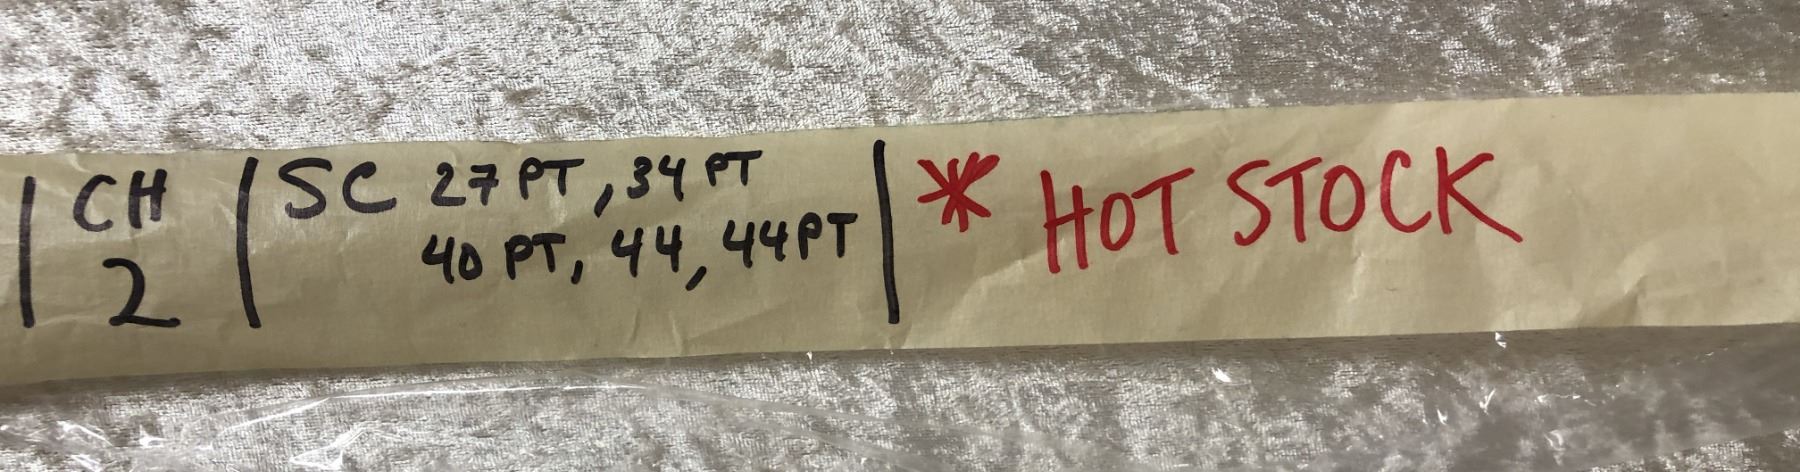 CH
2
SC 27 PT, 34 PT
40 PT, 44, 44 PT
* HOT STOCK